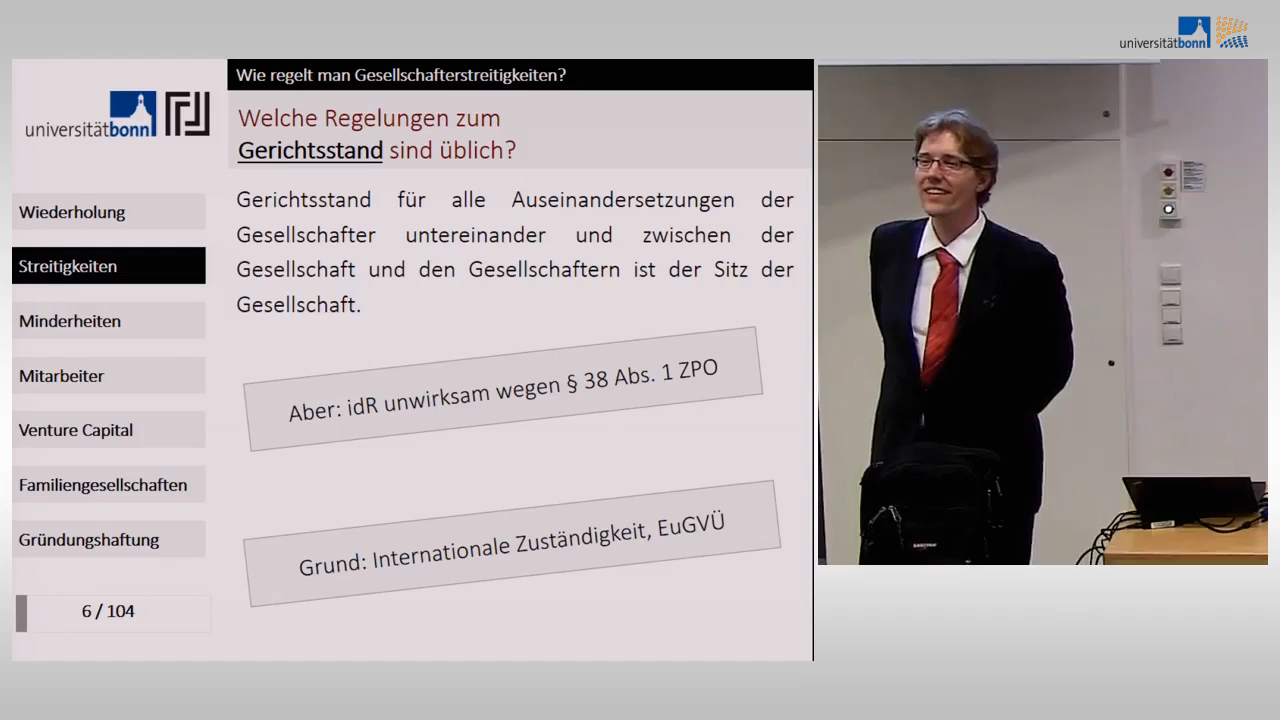 universitätbonn
Wie regelt man Gesellschafterstreitigkeiten?
universitätbonn
Welche Regelungen zum
Gerichtsstand sind üblich?
Gerichtsstand für alle Auseinandersetzungen der
Gesellschafter untereinander und zwischen der
Gesellschaft und den Gesellschaftern ist der Sitz der
Gesellschaft.
Aber: idR unwirksam wegen § 38 Abs. 1 ZPO
Grund: Internationale Zuständigkeit, EuGVÜ
Wiederholung
Streitigkeiten
Minderheiten
Mitarbeiter
Venture Capital
Familiengesellschaften
Gründungshaftung
6 / 104
EASTPAK